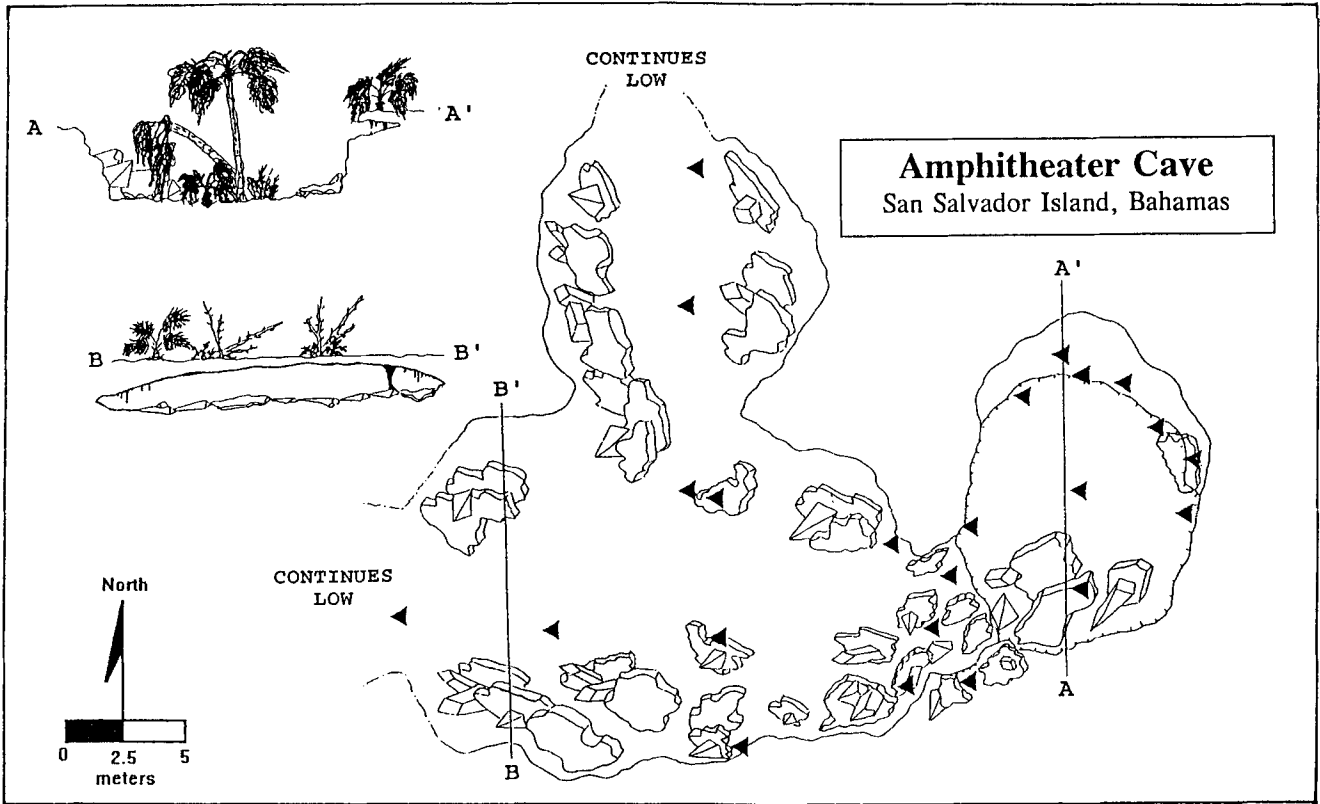 CONTINUES
LOW
A
A'
Amphitheater Cave
San Salvador Island, Bahamas
A'
B
B'
B'
CONTINUES
LOW
North
A
B
0 2.5 5
meters